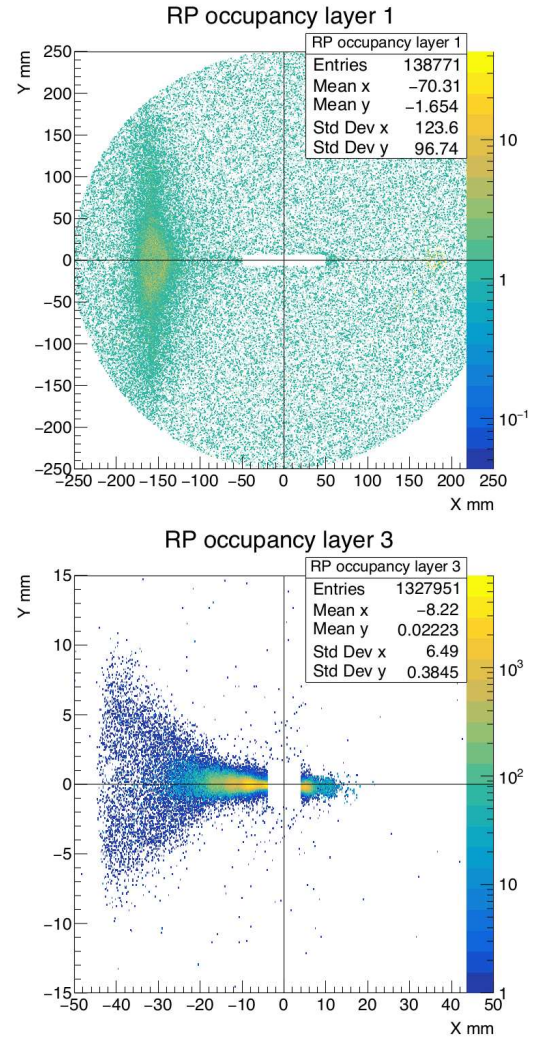 RP occupancy layer 1
RP occupancy layer 1
Entries 138771
Mean x −70.31
Mean y −1.654
Std Dev x 123.6
Std Dev y 96.74
Y mm
250
200
150
100
50
0
−50
−100
−150
−200
−250
−250 −200 −150 −100 −50 0 50 100 150 200 250
X mm
10
1
10−1
RP occupancy layer 3
RP occupancy layer 3
Entries 1327951
Mean x −8.22
Mean y 0.02223
Std Dev x 6.49
Std Dev y 0.3845
Y mm
15
10
5
0
−5
−10
−15
−50 −40 −30 −20 −10 0 10 20 30 40 50
X mm
103
102
10
1